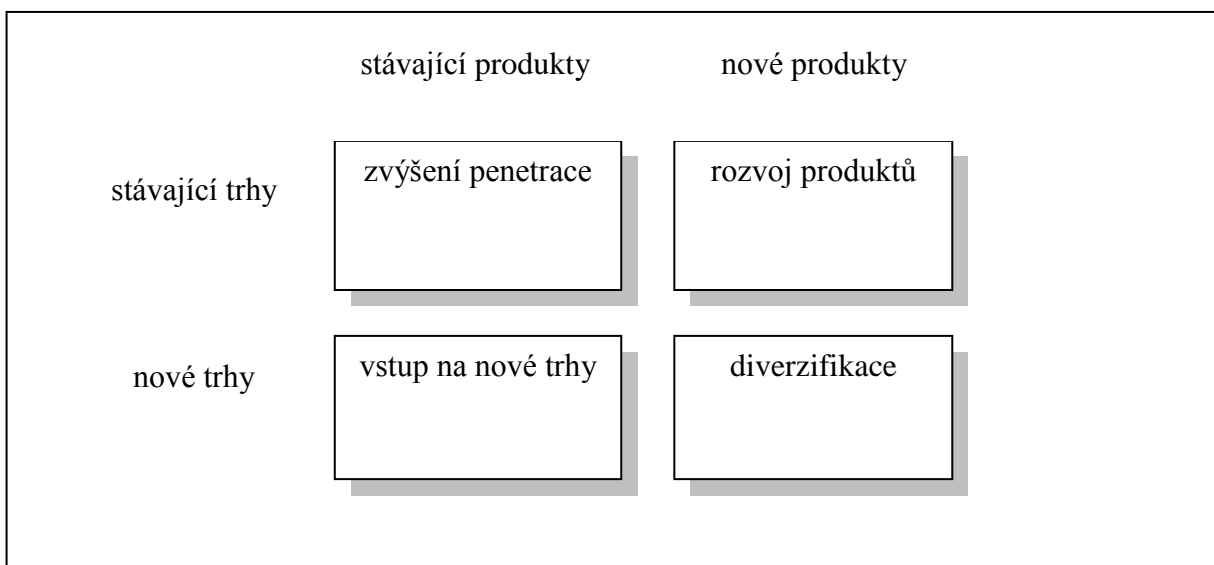 stávající produkty nové produkty
stávající trhy
zvýšení penetrace rozvoj produktů
nové trhy
vstup na nové trhy diverzifikace